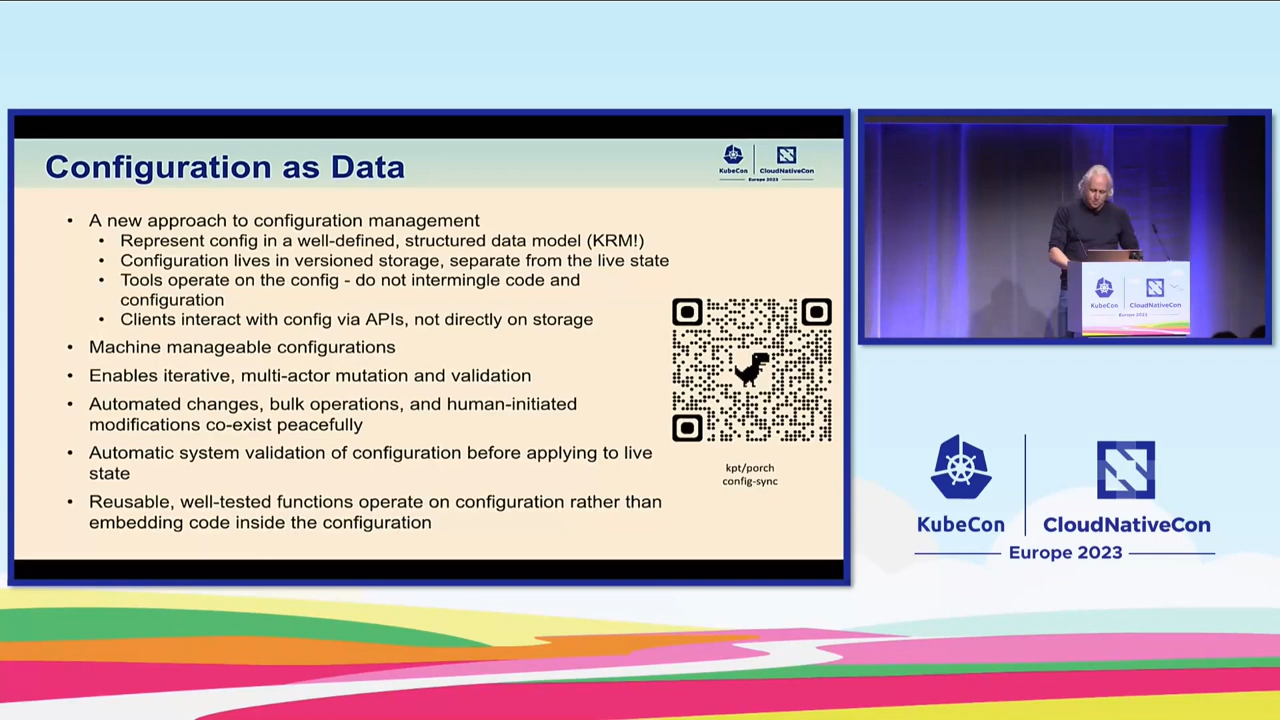 Configuration as Data
KubeCon
CloudNativeCon
Europe 2023
• A new approach to configuration management
• Represent config in a well-defined, structured data model (KRM!)
• Configuration lives in versioned storage, separate from the live state
• Tools operate on the config - do not intermingle code and
configuration
• Clients interact with config via APIs, not directly on storage
• Machine manageable configurations
• Enables iterative, multi-actor mutation and validation
• Automated changes, bulk operations, and human-initiated
modifications co-exist peacefully
• Automatic system validation of configuration before applying to live
state
• Reusable, well-tested functions operate on configuration rather than
embedding code inside the configuration
kpt/porch
config-sync
KubeCon
CloudNativeCon
Europe 2023
KubeCon
CloudNativeCon
Europe 2023